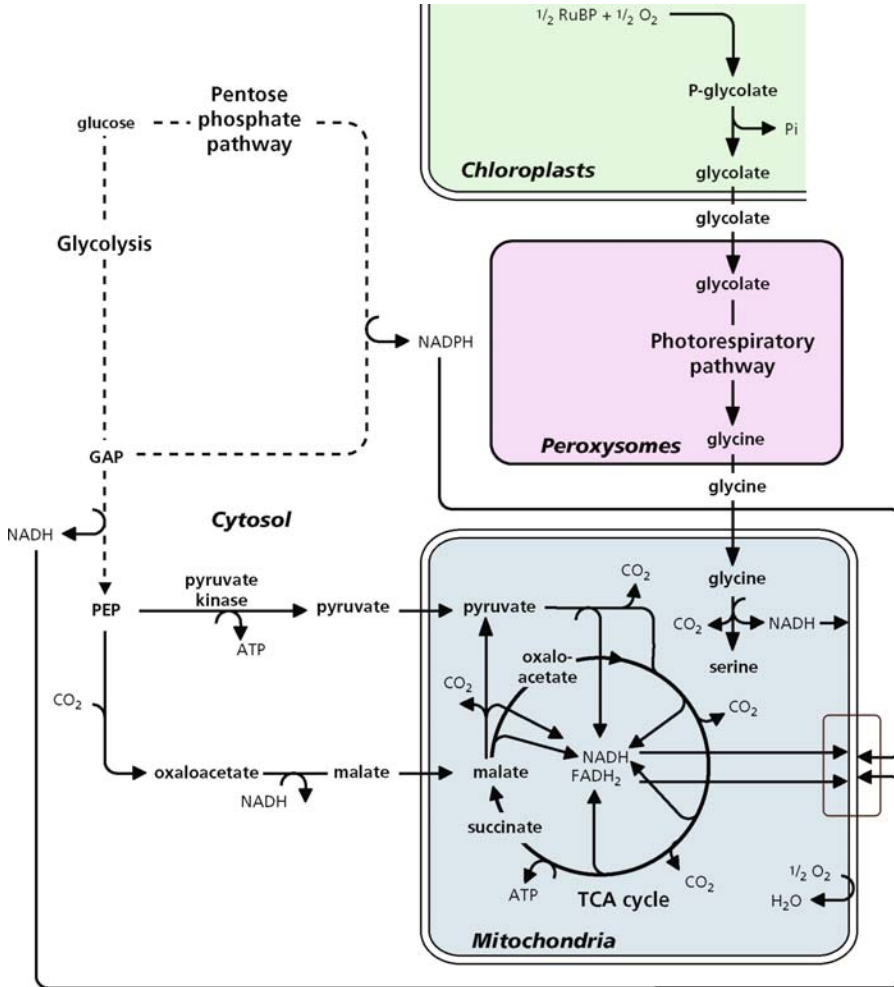 ½ RuBP + ½ O₂
P-glycolate
Pi
glycolate
Chloroplasts
glycolate
Pentose
phosphate
pathway
glucose
Glycolysis
NADPH
glycolate
Photorespiratory
pathway
glycine
Peroxysomes
glycine
GAP
NADH
Cytosol
pyruvate
kinase
PEP
pyruvate
ATP
pyruvate
CO₂
glycine
CO₂
NADH
serine
oxalo-
acetate
CO₂
CO₂
CO₂
oxaloacetate
malate
NADH
malate
NADH
FADH₂
succinate
ATP
CO₂
TCA cycle
½ O₂
H₂O
Mitochondria